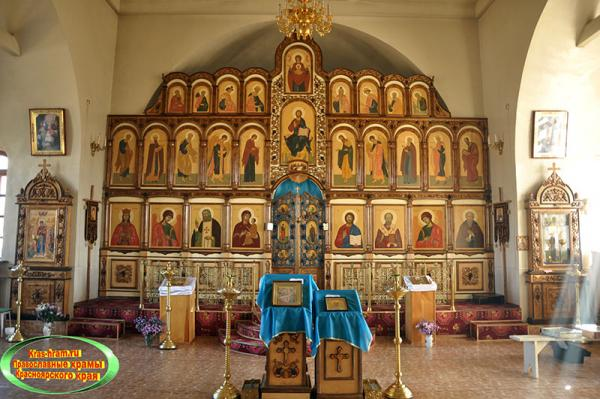 Kras-hram.ru
Православные храмы
Красноярского края